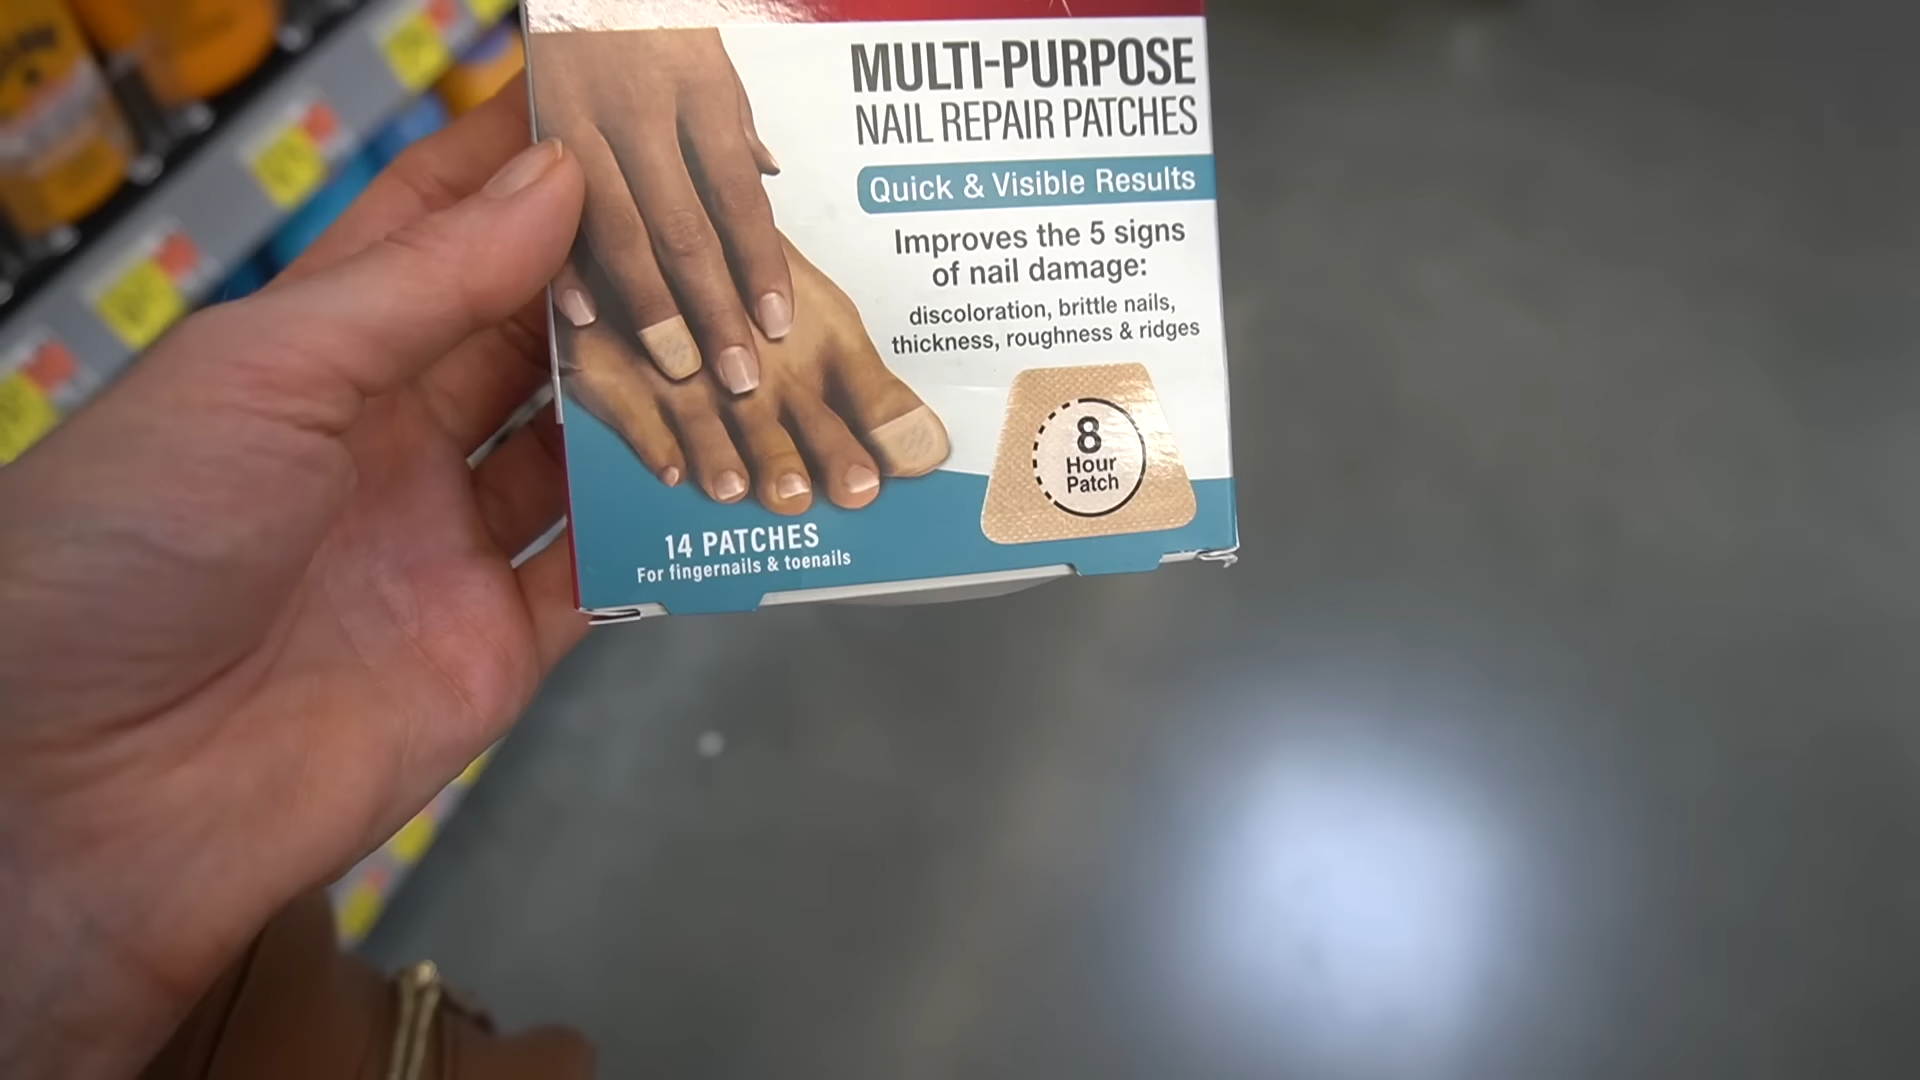 MULTI-PURPOSE
NAIL REPAIR PATCHES
Quick & Visible Results
Improves the 5 signs
of nail damage:
discoloration, brittle nails,
thickness, roughness & ridges
8
Hour
Patch
14 PATCHES
For fingernails & toenails